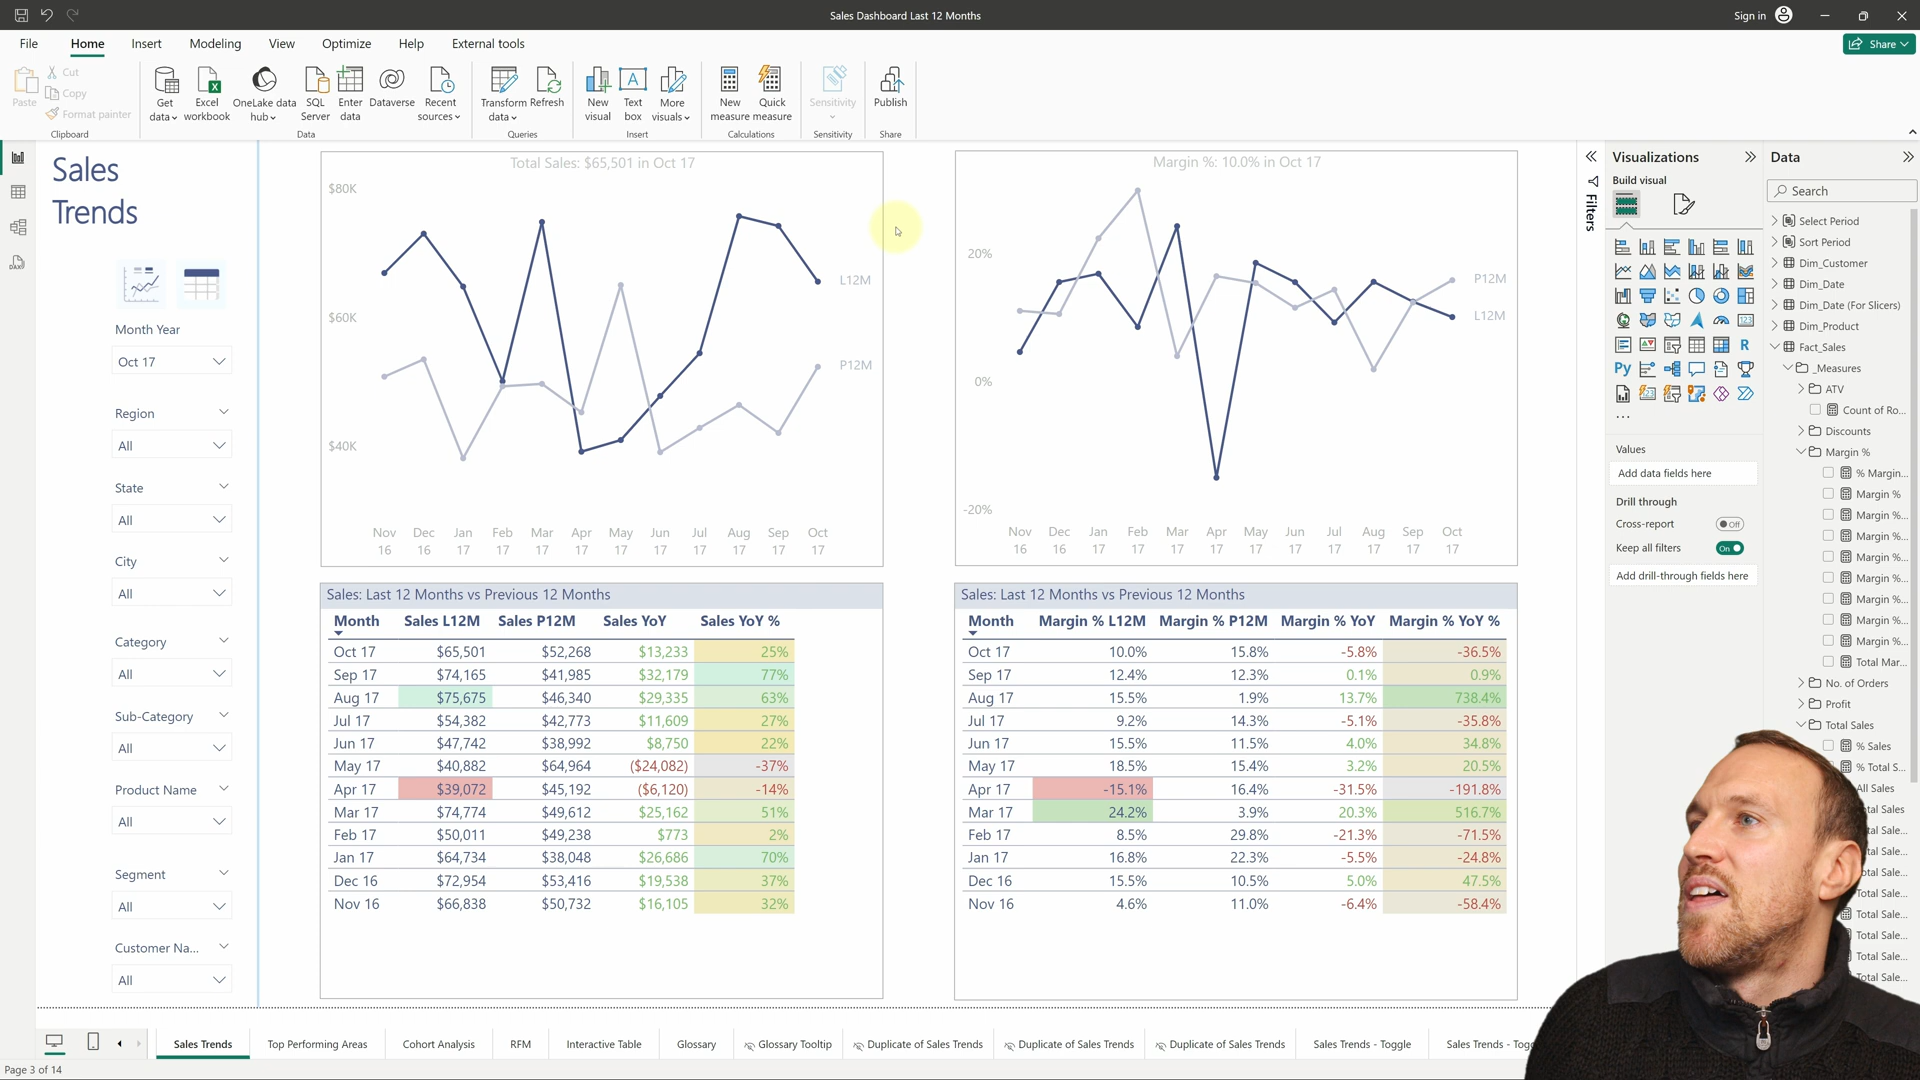 Sales Dashboard Last 12 Months
Sign in
File Home Insert Modeling View Optimize Help External tools
Share
Paste
Cut
Copy
Format painter
Get data
Excel workbook
OneLake data hub
SQL Server
Enter data
Dataverse
Recent sources
Transform data
Refresh
New visual
Text box
More visuals
New measure
Quick measure
Sensitivity
Publish
Clipboard
Data
Queries
Insert
Calculations
Sensitivity
Share
Sales
Trends
Month Year
Oct 17
Region
All
State
All
City
All
Category
All
Sub-Category
All
Product Name
All
Segment
All
Customer Na...
All
Total Sales: $65,501 in Oct 17
$80K
$60K
$40K
L12M
P12M
Nov Dec Jan Feb Mar Apr May Jun Jul Aug Sep Oct
16 16 17 17 17 17 17 17 17 17 17 17
Margin %: 10.0% in Oct 17
20%
0%
-20%
P12M
L12M
Nov Dec Jan Feb Mar Apr May Jun Jul Aug Sep Oct
16 16 17 17 17 17 17 17 17 17 17 17
Sales: Last 12 Months vs Previous 12 Months
Month Sales L12M Sales P12M Sales YoY Sales YoY %
Oct 17 $65,501 $52,268 $13,233 25%
Sep 17 $74,165 $41,985 $32,179 77%
Aug 17 $75,675 $46,340 $29,335 63%
Jul 17 $54,382 $42,773 $11,609 27%
Jun 17 $47,742 $38,992 $8,750 22%
May 17 $40,882 $64,964 ($24,082) -37%
Apr 17 $39,072 $45,192 ($6,120) -14%
Mar 17 $74,774 $49,612 $25,162 51%
Feb 17 $50,011 $49,238 $773 2%
Jan 17 $64,734 $38,048 $26,686 70%
Dec 16 $72,954 $53,416 $19,538 37%
Nov 16 $66,838 $50,732 $16,105 32%
Sales: Last 12 Months vs Previous 12 Months
Month Margin % L12M Margin % P12M Margin % YoY Margin % YoY %
Oct 17 10.0% 15.8% -5.8% -36.5%
Sep 17 12.4% 12.3% 0.1% 0.9%
Aug 17 15.5% 1.9% 13.7% 738.4%
Jul 17 9.2% 14.3% -5.1% -35.8%
Jun 17 15.5% 11.5% 4.0% 34.8%
May 17 18.5% 15.4% 3.2% 20.5%
Apr 17 -15.1% 16.4% -31.5% -191.8%
Mar 17 24.2% 3.9% 20.3% 516.7%
Feb 17 8.5% 29.8% -21.3% -71.5%
Jan 17 16.8% 22.3% -5.5% -24.8%
Dec 16 15.5% 10.5% 5.0% 47.5%
Nov 16 4.6% 11.0% -6.4% -58.4%
Filters
Visualizations
Build visual
R
Py
...
Values
Add data fields here
Drill through
Cross-report
Off
Keep all filters
On
Add drill-through fields here
Data
Search
Select Period
Sort Period
Dim_Customer
Dim_Date
Dim_Date (For Slicers)
Dim_Product
Fact_Sales
_Measures
ATV
Count of Ro...
Discounts
Margin %
% Margin...
Margin %
Margin %...
Margin %...
Margin %...
Margin %...
Margin %...
Margin %...
Margin %...
Total Mar...
No. of Orders
Profit
Total Sales
% Sales
% Total S...
All Sales
Total Sales
Sales Trends
Top Performing Areas
Cohort Analysis
RFM
Interactive Table
Glossary
Glossary Tooltip
Duplicate of Sales Trends
Duplicate of Sales Trends
Duplicate of Sales Trends
Sales Trends - Toggle
Sales Trends - Togg
Page 3 of 14